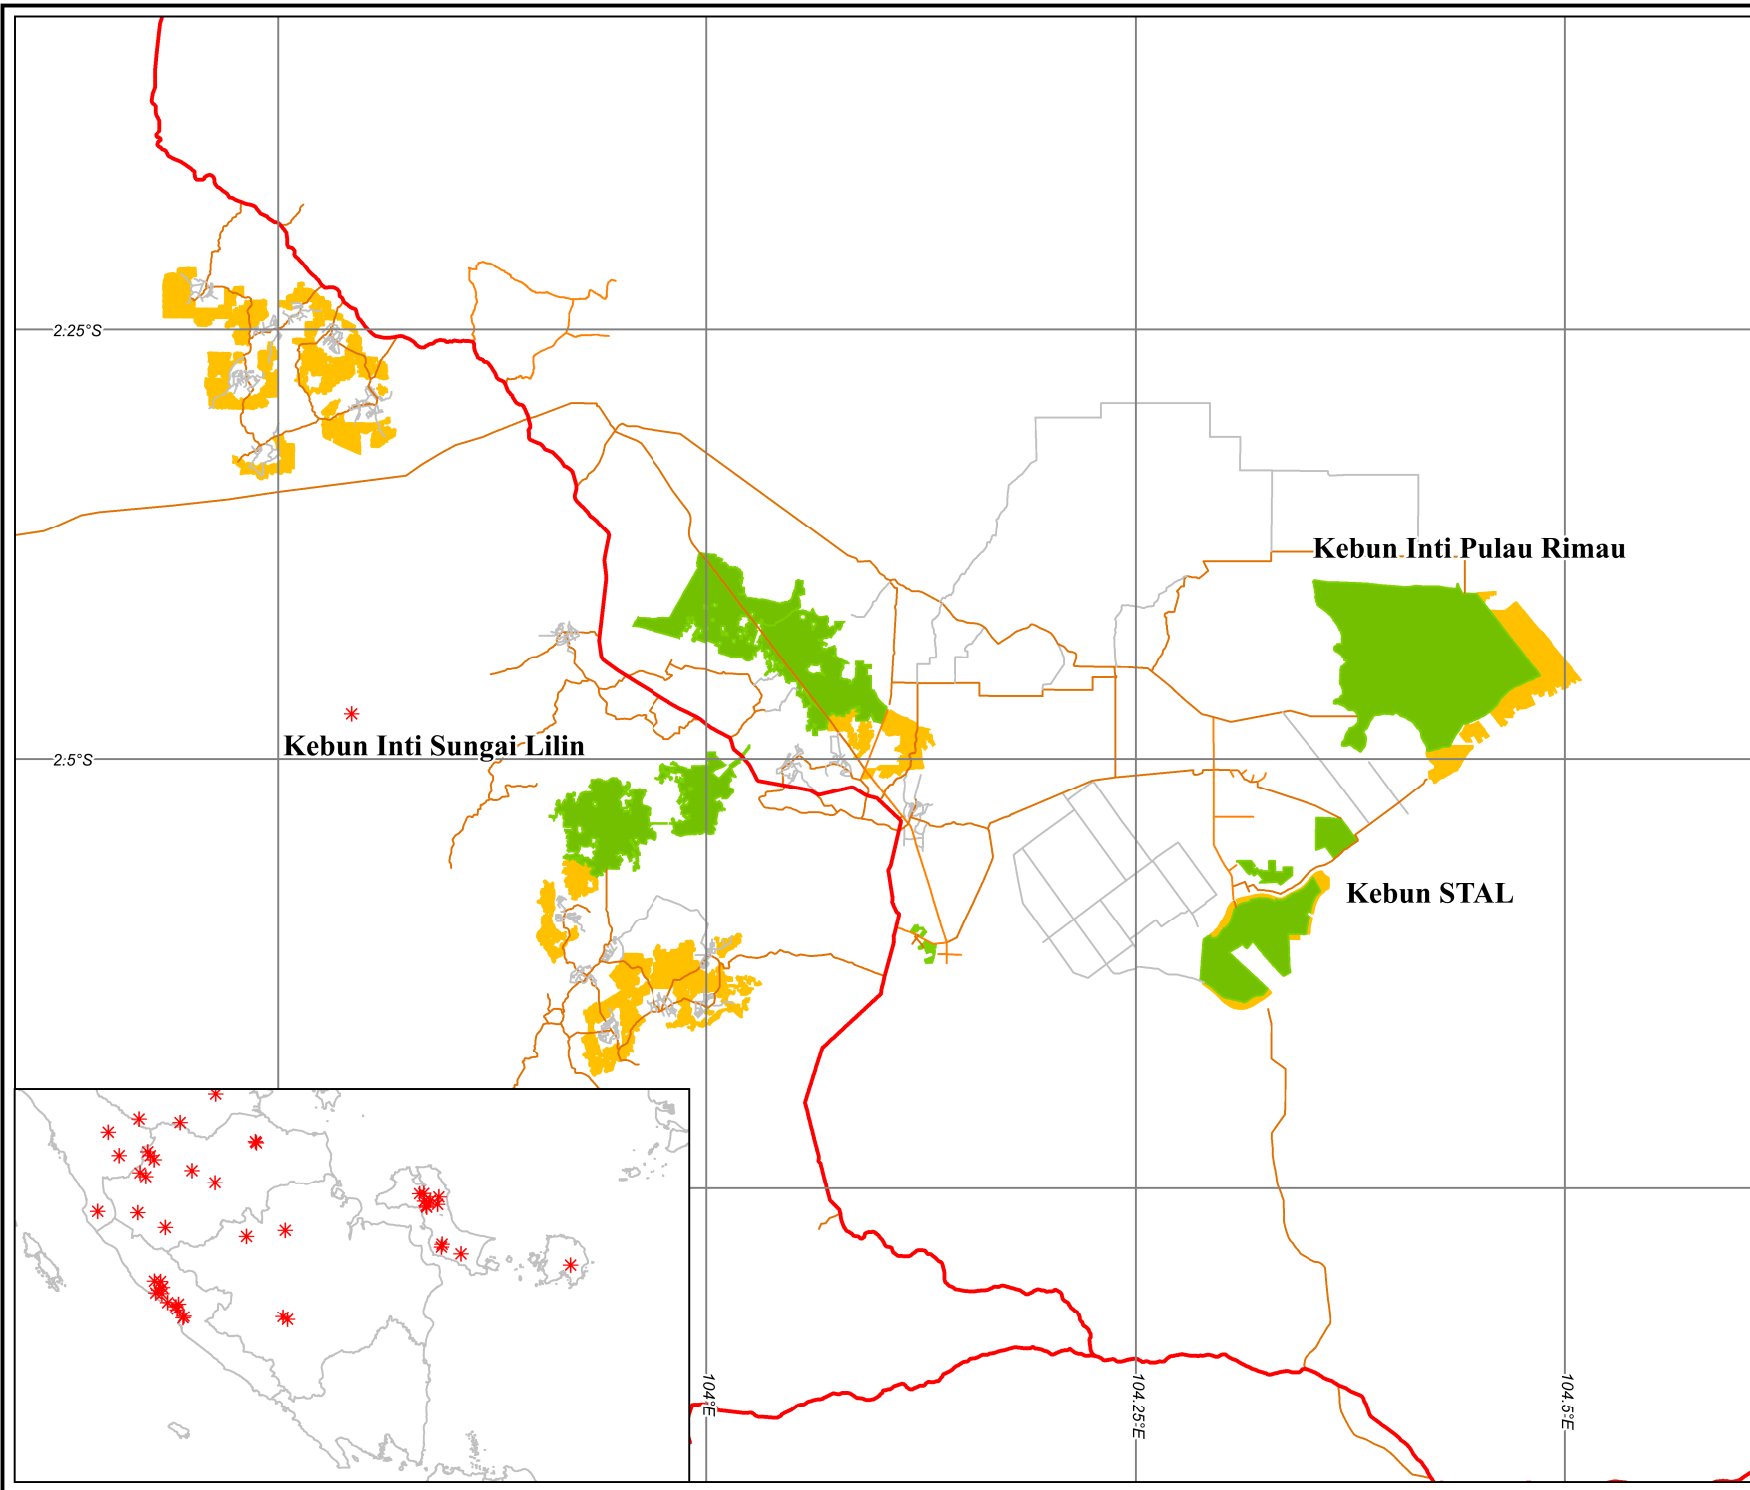 2.25°S
Kebun Inti Pulau Rimau
Kebun Inti Sungai Lilin
2.5°S
Kebun STAL
104°E
104.25°E
104.5°E